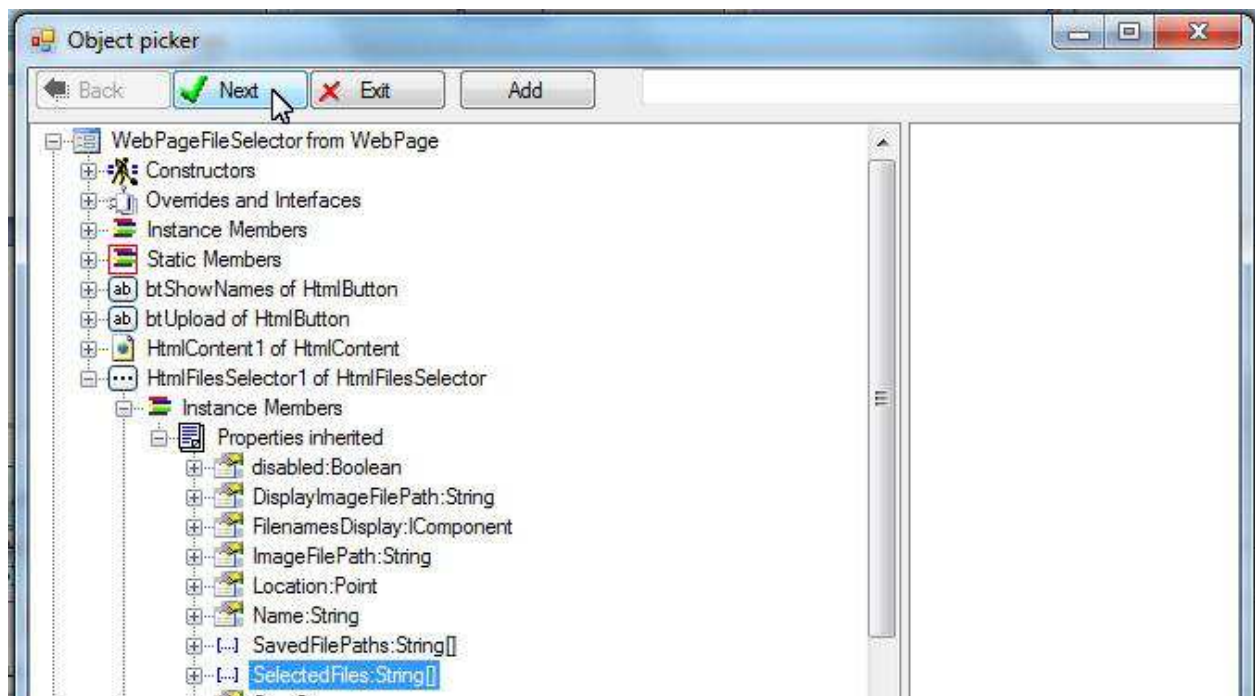 Object picker
Back Next Exit Add
WebPageFileSelector from WebPage
Constructors
Overrides and Interfaces
Instance Members
Static Members
btShowNames of HtmlButton
btUpload of HtmlButton
HtmlContent1 of HtmlContent
HtmlFilesSelector1 of HtmlFilesSelector
Instance Members
Properties inherited
disabled:Boolean
DisplayImageFilePath:String
FilenamesDisplay:IComponent
ImageFilePath:String
Location:Point
Name:String
SavedFilePaths:String[]
SelectedFiles:String[]